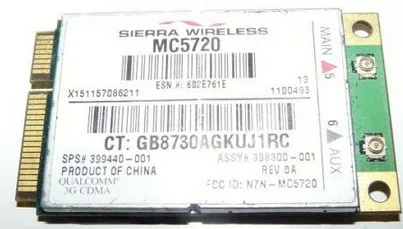 SIERRA WIRELESS
MC5720
ESN #: 602E761E
X151157086211
13
1100493
CT: GB8730AGKUJ1RC
SPS# 399440-001
ASSY# 398300-001
PRODUCT OF CHINA
REV 0A
QUALCOMM
3G CDMA
FCC ID: N7N-MC5720
MAIN 5
6 AUX